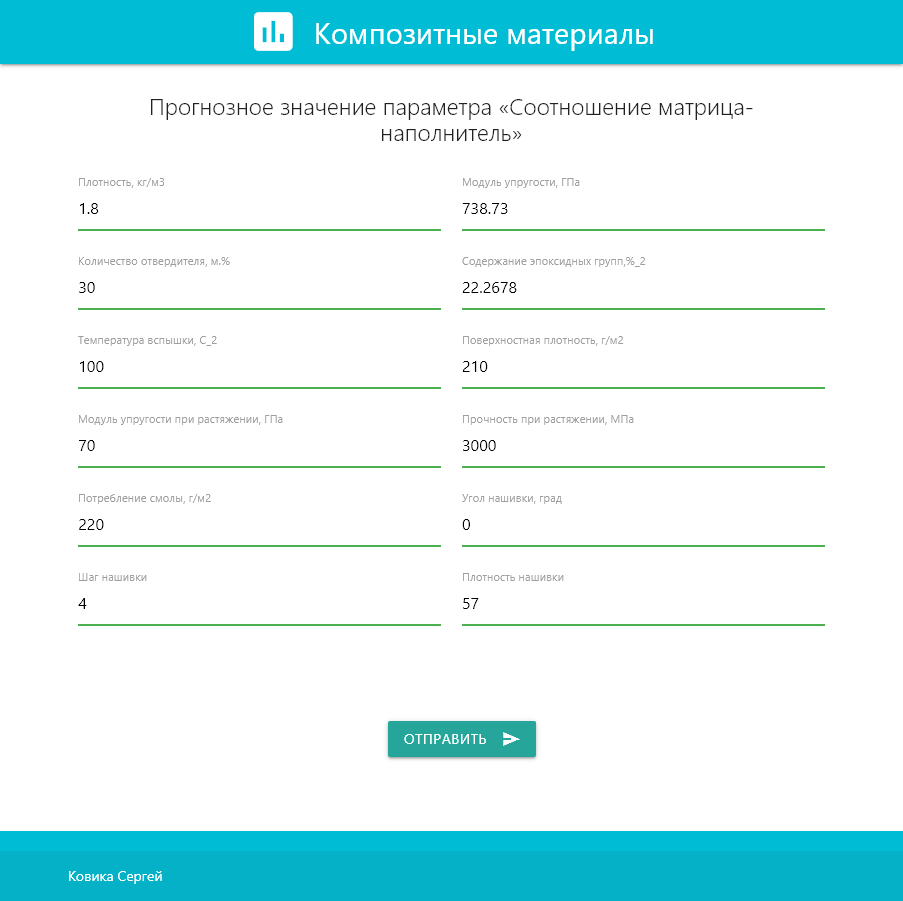 Композитные материалы
Прогнозное значение параметра «Соотношение матрица-
наполнитель»
Плотность, кг/м3
Модуль упругости, ГПа
1.8
738.73
Количество отвердителя, м.%
Содержание эпоксидных групп,%_2
30
22.2678
Температура вспышки, С_2
Поверхностная плотность, г/м2
100
210
Модуль упругости при растяжении, ГПа
Прочность при растяжении, МПа
70
3000
Потребление смолы, г/м2
Угол нашивки, град
220
0
Шаг нашивки
Плотность нашивки
4
57
ОТПРАВИТЬ
Ковика Сергей